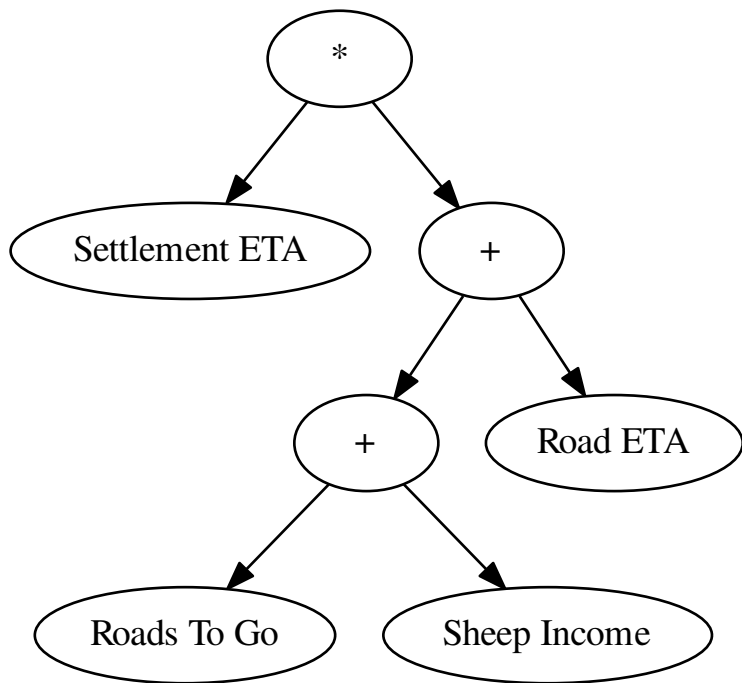 *
Settlement ETA
+
+
Road ETA
Roads To Go
Sheep Income